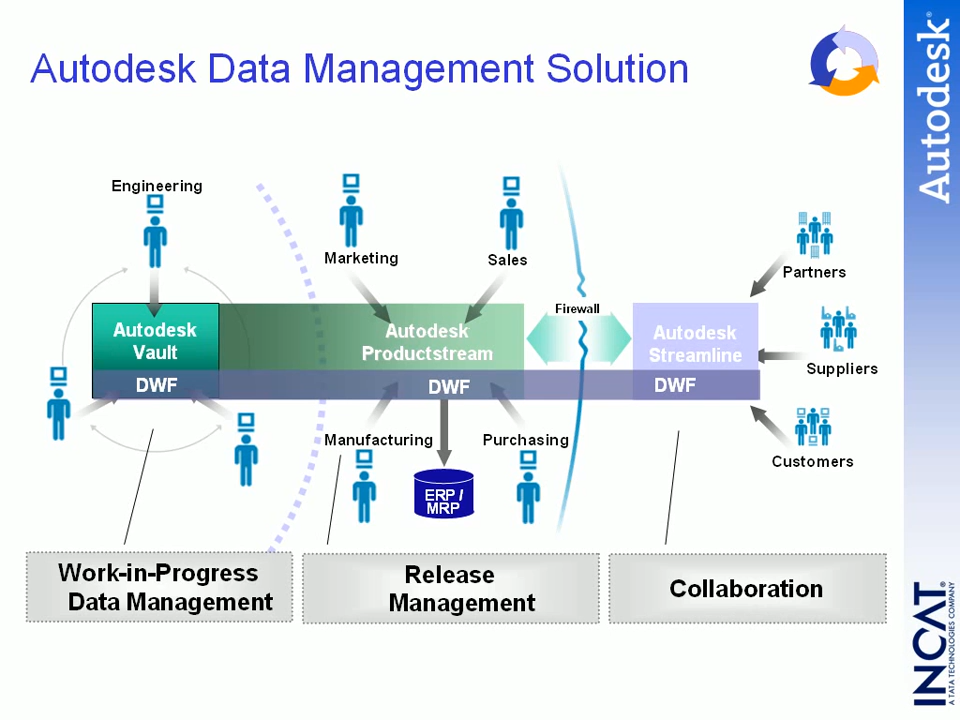 Autodesk Data Management Solution
Autodesk®
Engineering
Marketing
Sales
Partners
Firewall
Autodesk
Vault
Autodesk
Productstream
Autodesk
Streamline
Suppliers
DWF
DWF
DWF
Manufacturing
Purchasing
Customers
ERP /
MRP
Work-in-Progress
Data Management
Release
Management
Collaboration
INCAT
A TATA TECHNOLOGIES COMPANY